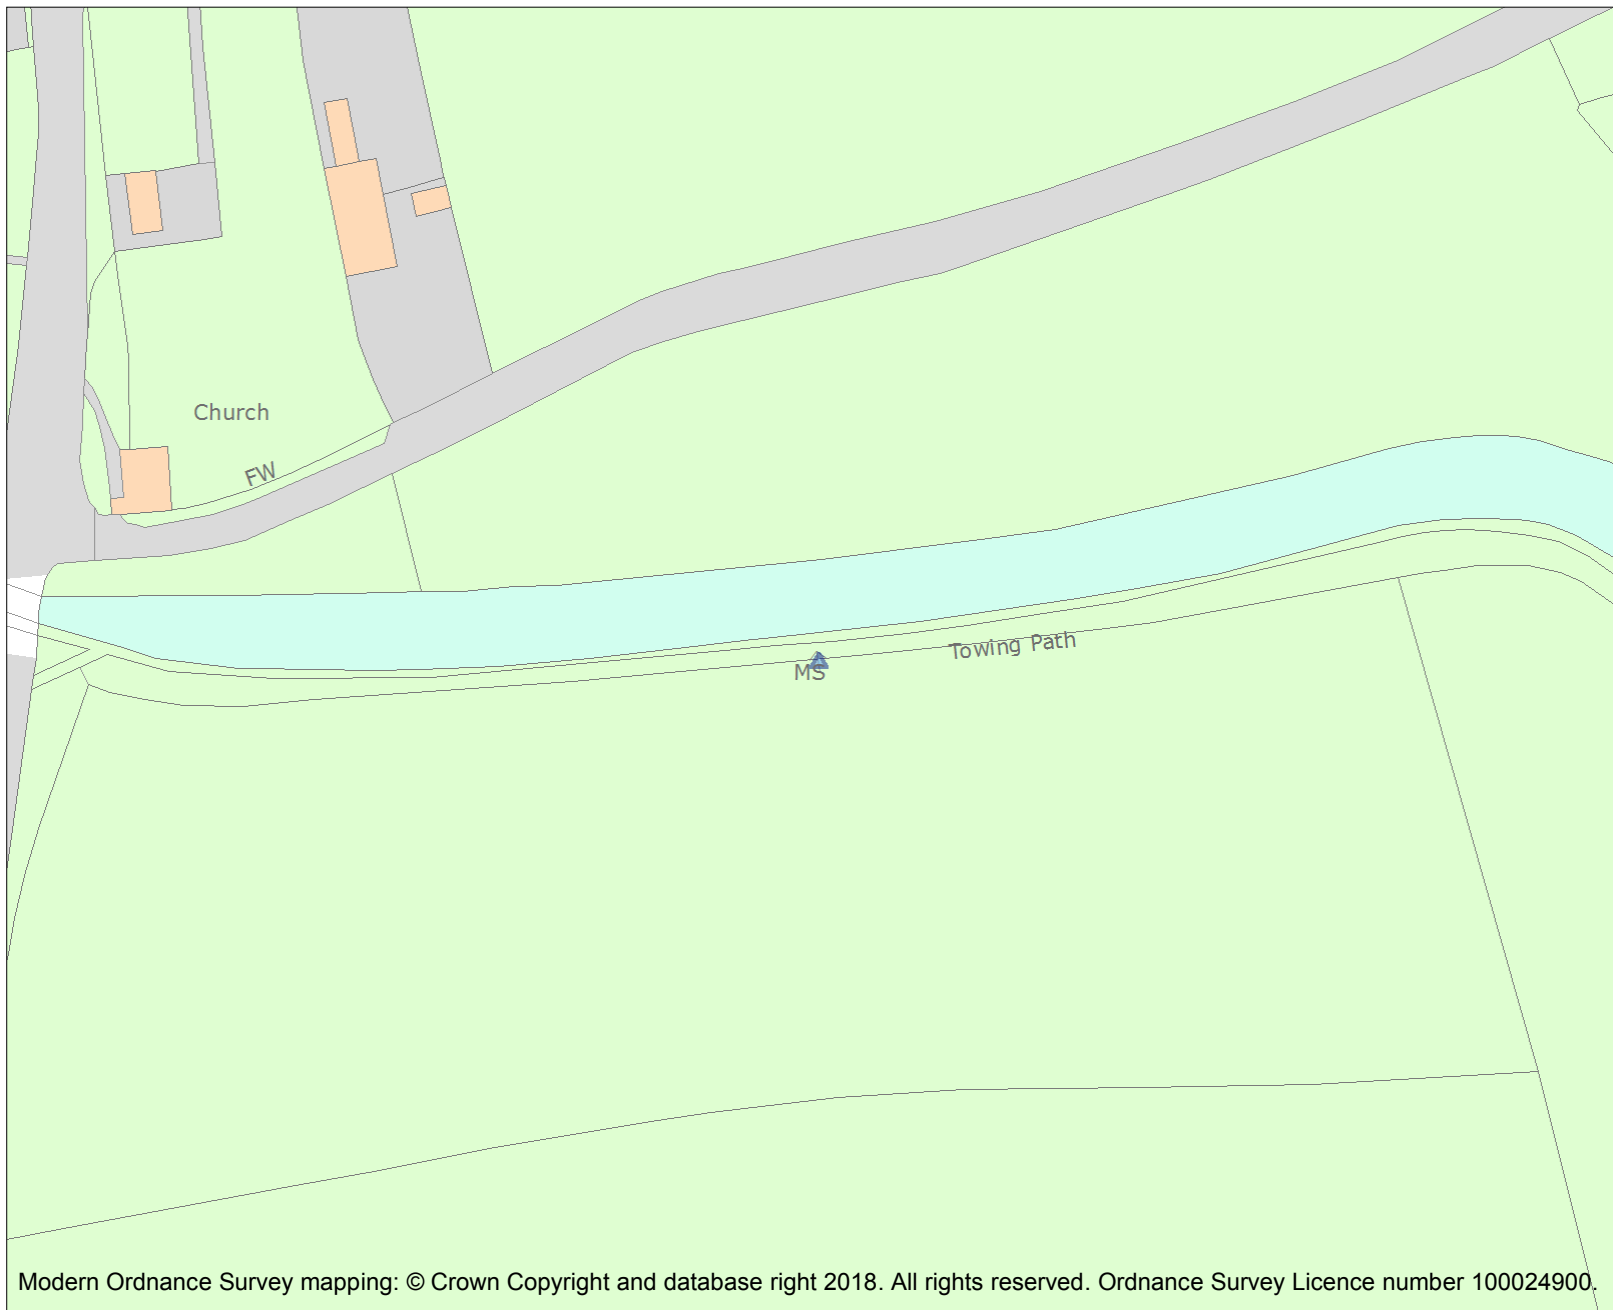 Church
FW
Towing Path
MS
Modern Ordnance Survey mapping: © Crown Copyright and database right 2018. All rights reserved. Ordnance Survey Licence number 100024900.